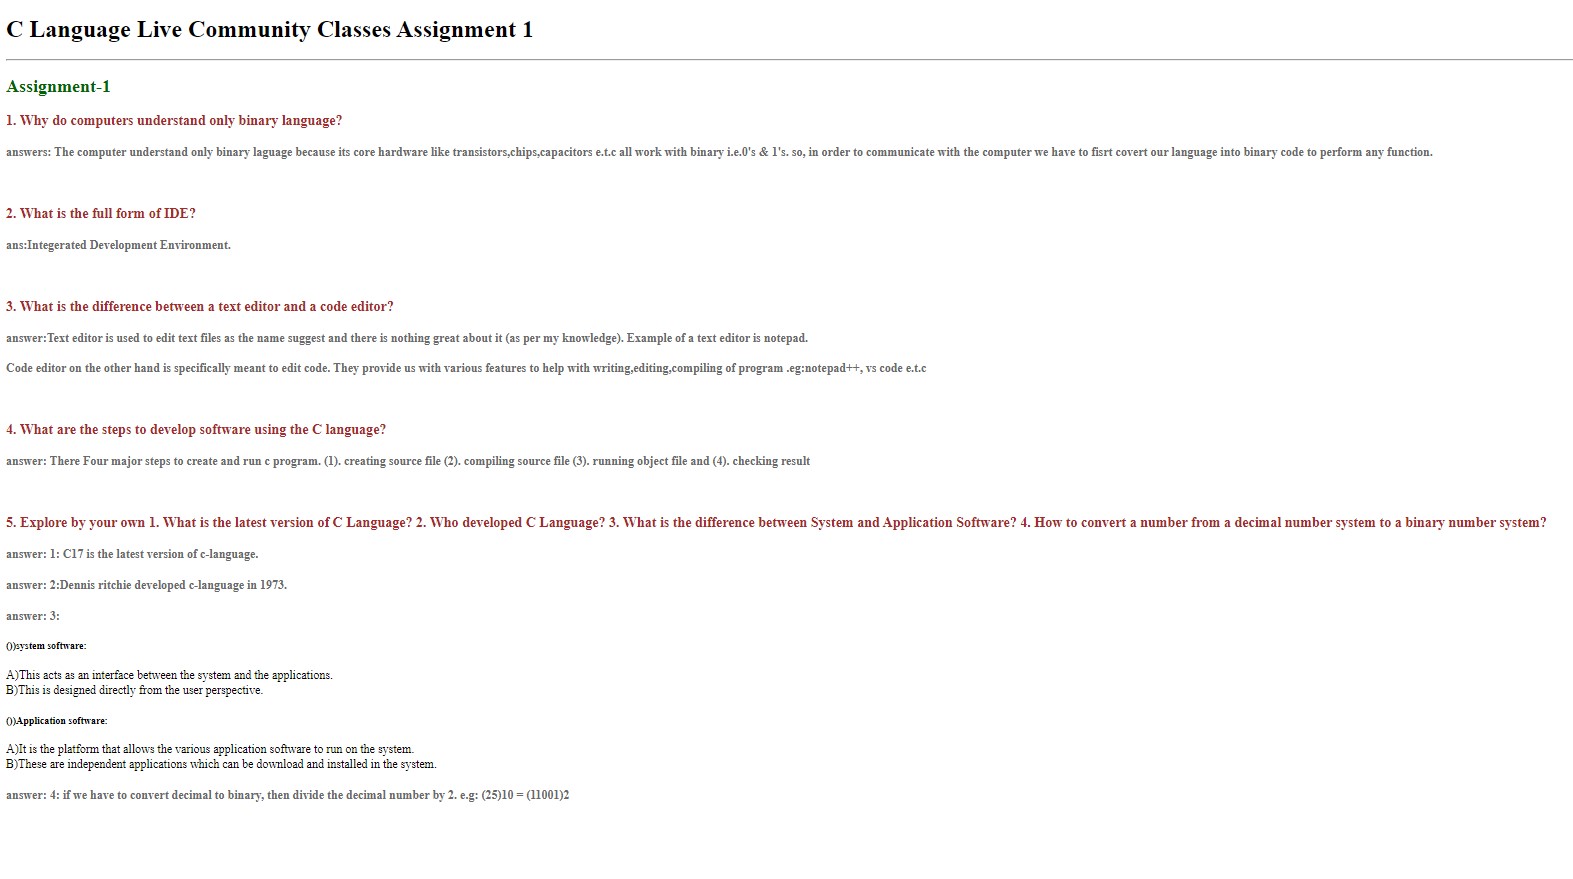 C Language Live Community Classes Assignment 1
Assignment-1
1. Why do computers understand only binary language?
answers: The computer understand only binary laguage because its core hardware like transistors,chips,capacitors e.t.c all work with binary i.e.0's & 1's. so, in order to communicate with the computer we have to fisrt covert our language into binary code to perform any function.
2. What is the full form of IDE?
ans:Integerated Development Environment.
3. What is the difference between a text editor and a code editor?
answer:Text editor is used to edit text files as the name suggest and there is nothing great about it (as per my knowledge). Example of a text editor is notepad.
Code editor on the other hand is specifically meant to edit code. They provide us with various features to help with writing,editing,compiling of program .eg:notepad++, vs code e.t.c
4. What are the steps to develop software using the C language?
answer: There Four major steps to create and run c program. (1). creating source file (2). compiling source file (3). running object file and (4). checking result
5. Explore by your own 1. What is the latest version of C Language? 2. Who developed C Language? 3. What is the difference between System and Application Software? 4. How to convert a number from a decimal number system to a binary number system?
answer: 1: C17 is the latest version of c-language.
answer: 2:Dennis ritchie developed c-language in 1973.
answer: 3:
())system software:
A)This acts as an interface between the system and the applications.
B)This is designed directly from the user perspective.
())Application software:
A)It is the platform that allows the various application software to run on the system.
B)These are independent applications which can be download and installed in the system.
answer: 4: if we have to convert decimal to binary, then divide the decimal number by 2. e.g: (25)10 = (11001)2